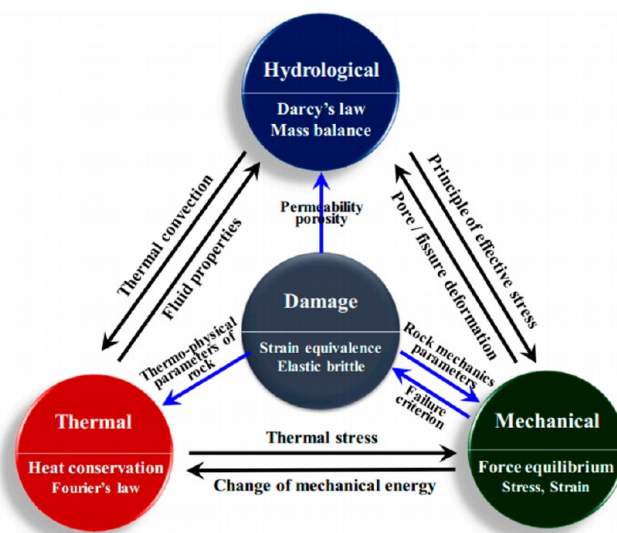 Hydrological
Darcy's law
Mass balance
Thermal convection
Fluid properties
Permeability
porosity
Principle of effective stress
Pore / fissure deformation
Damage
Strain equivalence
Elastic brittle
Thermo-physical
parameters of
rock
Rock mechanics
parameters
Failure
criterion
Thermal
Heat conservation
Fourier's law
Thermal stress
Change of mechanical energy
Mechanical
Force equilibrium
Stress, Strain